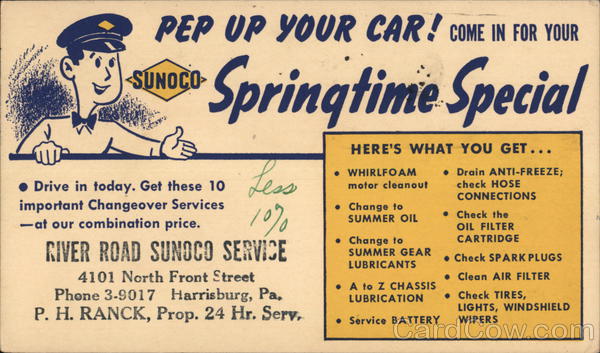 PEP UP YOUR CAR! COME IN FOR YOUR
SUNOCO
Springtime Special
• Drive in today. Get these 10
important Changeover Services
—at our combination price.
Less
10%
RIVER ROAD SUNOCO SERVICE
4101 North Front Street
Phone 3-9017 Harrisburg, Pa.
P. H. RANCK, Prop. 24 Hr. Serv.
HERE'S WHAT YOU GET...
• WHIRLFOAM
motor cleanout
• Change to
SUMMER OIL
• Change to
SUMMER GEAR
LUBRICANTS
• A to Z CHASSIS
LUBRICATION
• Service BATTERY
• Drain ANTI-FREEZE;
check HOSE
CONNECTIONS
• Check the
OIL FILTER
CARTRIDGE
• Check SPARK PLUGS
• Clean AIR FILTER
• Check TIRES,
LIGHTS, WINDSHIELD
WIPERS
CardCow.com